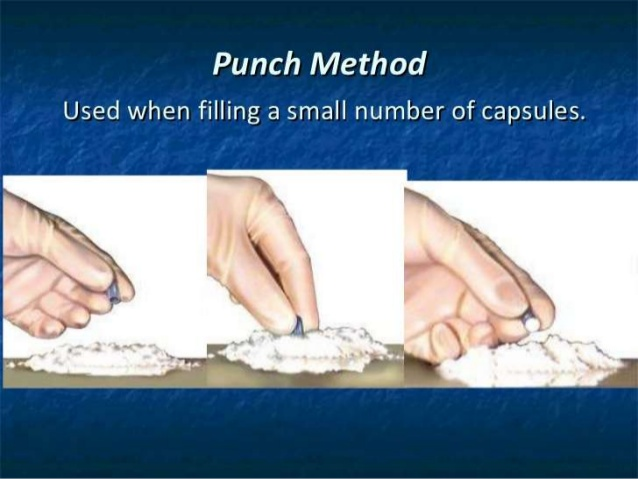 Punch Method
Used when filling a small number of capsules.